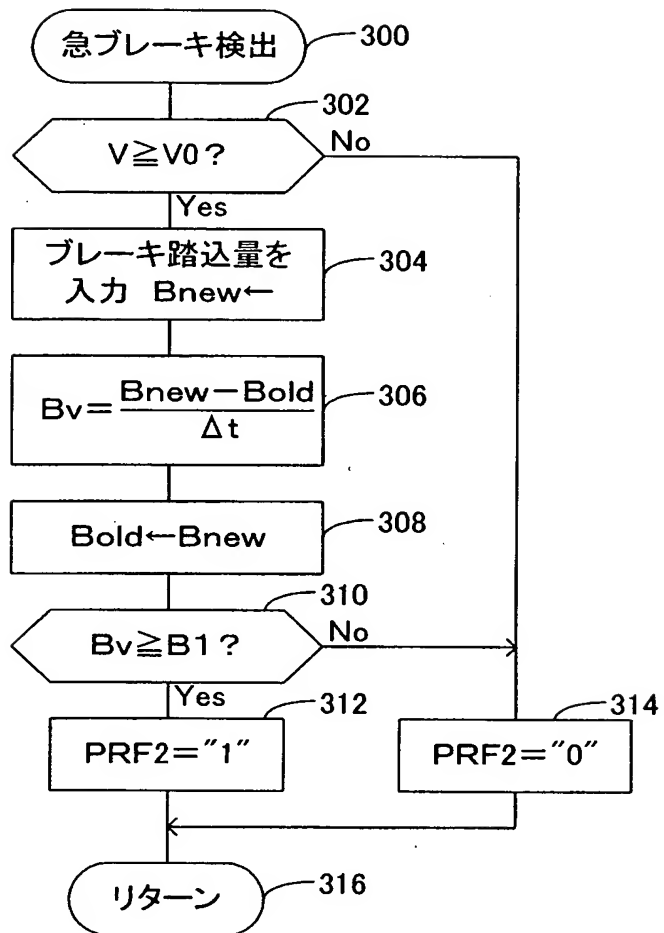 急ブレーキ検出
300
302
V≧V0?
No
Yes
ブレーキ踏込量を
入力 Bnew←
304
Bv=Bnew−Bold
Δt
306
Bold←Bnew
308
310
Bv≧B1?
No
Yes
312
PRF2="1"
314
PRF2="0"
リターン
316